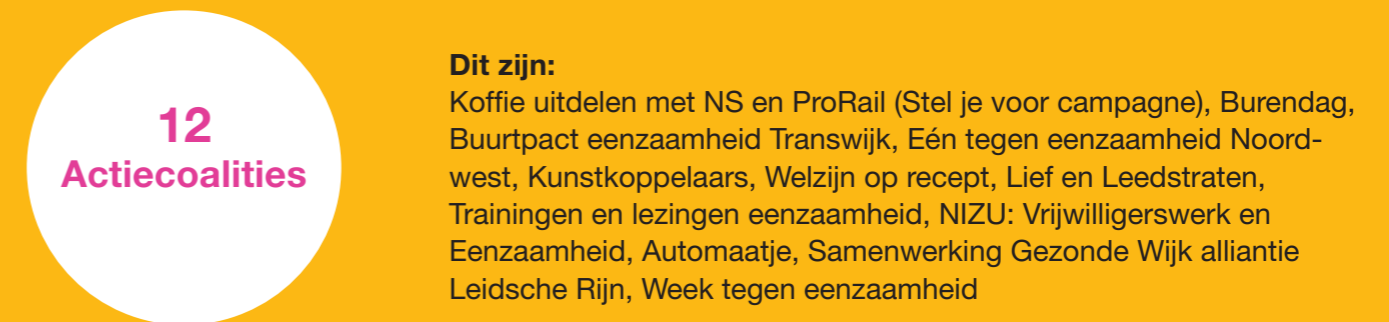 12
Actiecoalities
Dit zijn:
Koffie uitdelen met NS en ProRail (Stel je voor campagne), Burendag,
Buurtpact eenzaamheid Transwijk, Eén tegen eenzaamheid Noord-
west, Kunstkoppelaars, Welzijn op recept, Lief en Leedstraten,
Trainingen en lezingen eenzaamheid, NIZU: Vrijwilligerswerk en
Eenzaamheid, Automaatje, Samenwerking Gezonde Wijk alliantie
Leidsche Rijn, Week tegen eenzaamheid